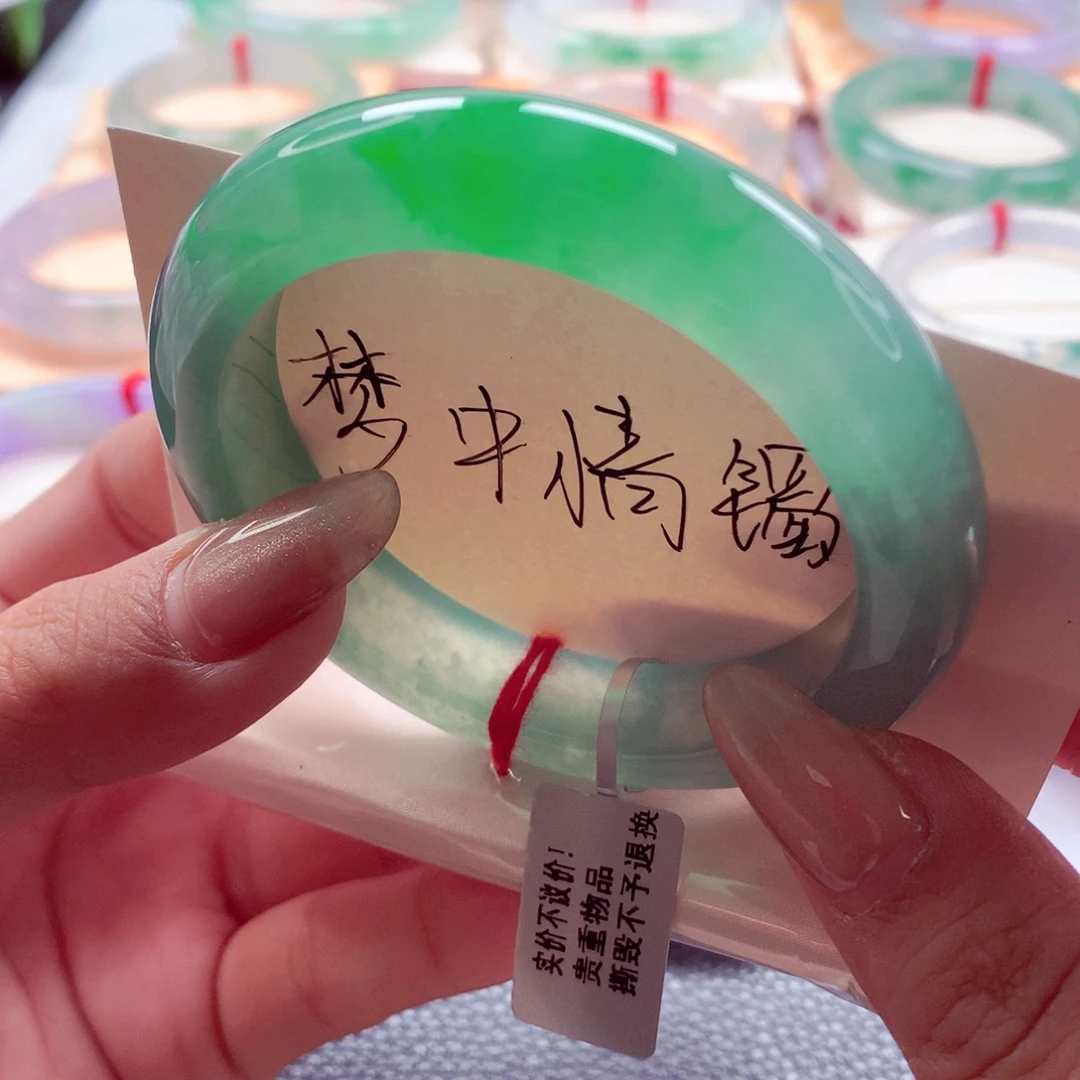 梦中情镯
实价不议价！
贵重物品
撕毁不予退换